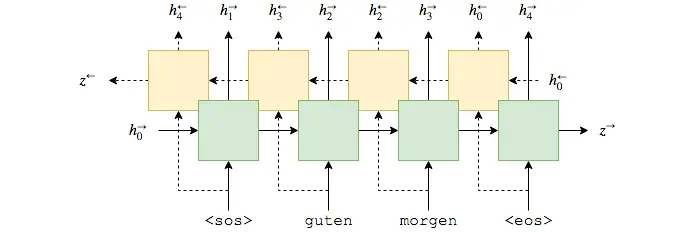 h₄← h₁→ h₃← h₂→ h₂← h₃→ h₀← h₄→
z← h₀←
h₀→ z→
<sos> guten morgen <eos>